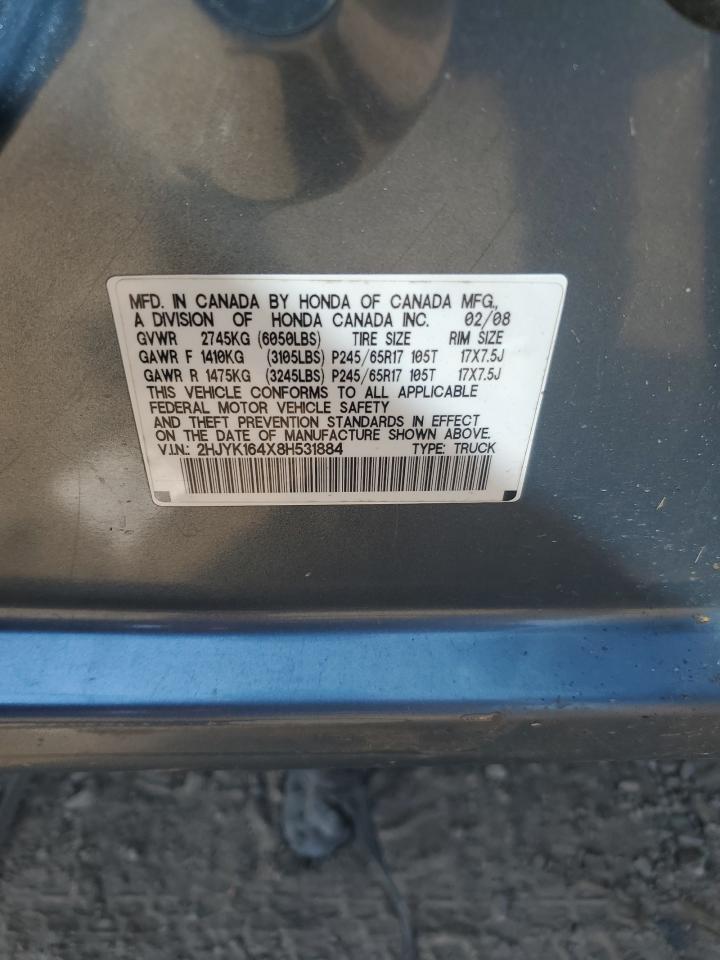 MFD. IN CANADA BY HONDA OF CANADA MFG.,
A DIVISION OF HONDA CANADA INC. 02/08
GVWR 2745KG (6050LBS) TIRE SIZE RIM SIZE
GAWR F 1410KG (3105LBS) P245/65R17 105T 17X7.5J
GAWR R 1475KG (3245LBS) P245/65R17 105T 17X7.5J
THIS VEHICLE CONFORMS TO ALL APPLICABLE
FEDERAL MOTOR VEHICLE SAFETY
AND THEFT PREVENTION STANDARDS IN EFFECT
ON THE DATE OF MANUFACTURE SHOWN ABOVE.
V.I.N.: 2HJYK164X8H531884 TYPE: TRUCK